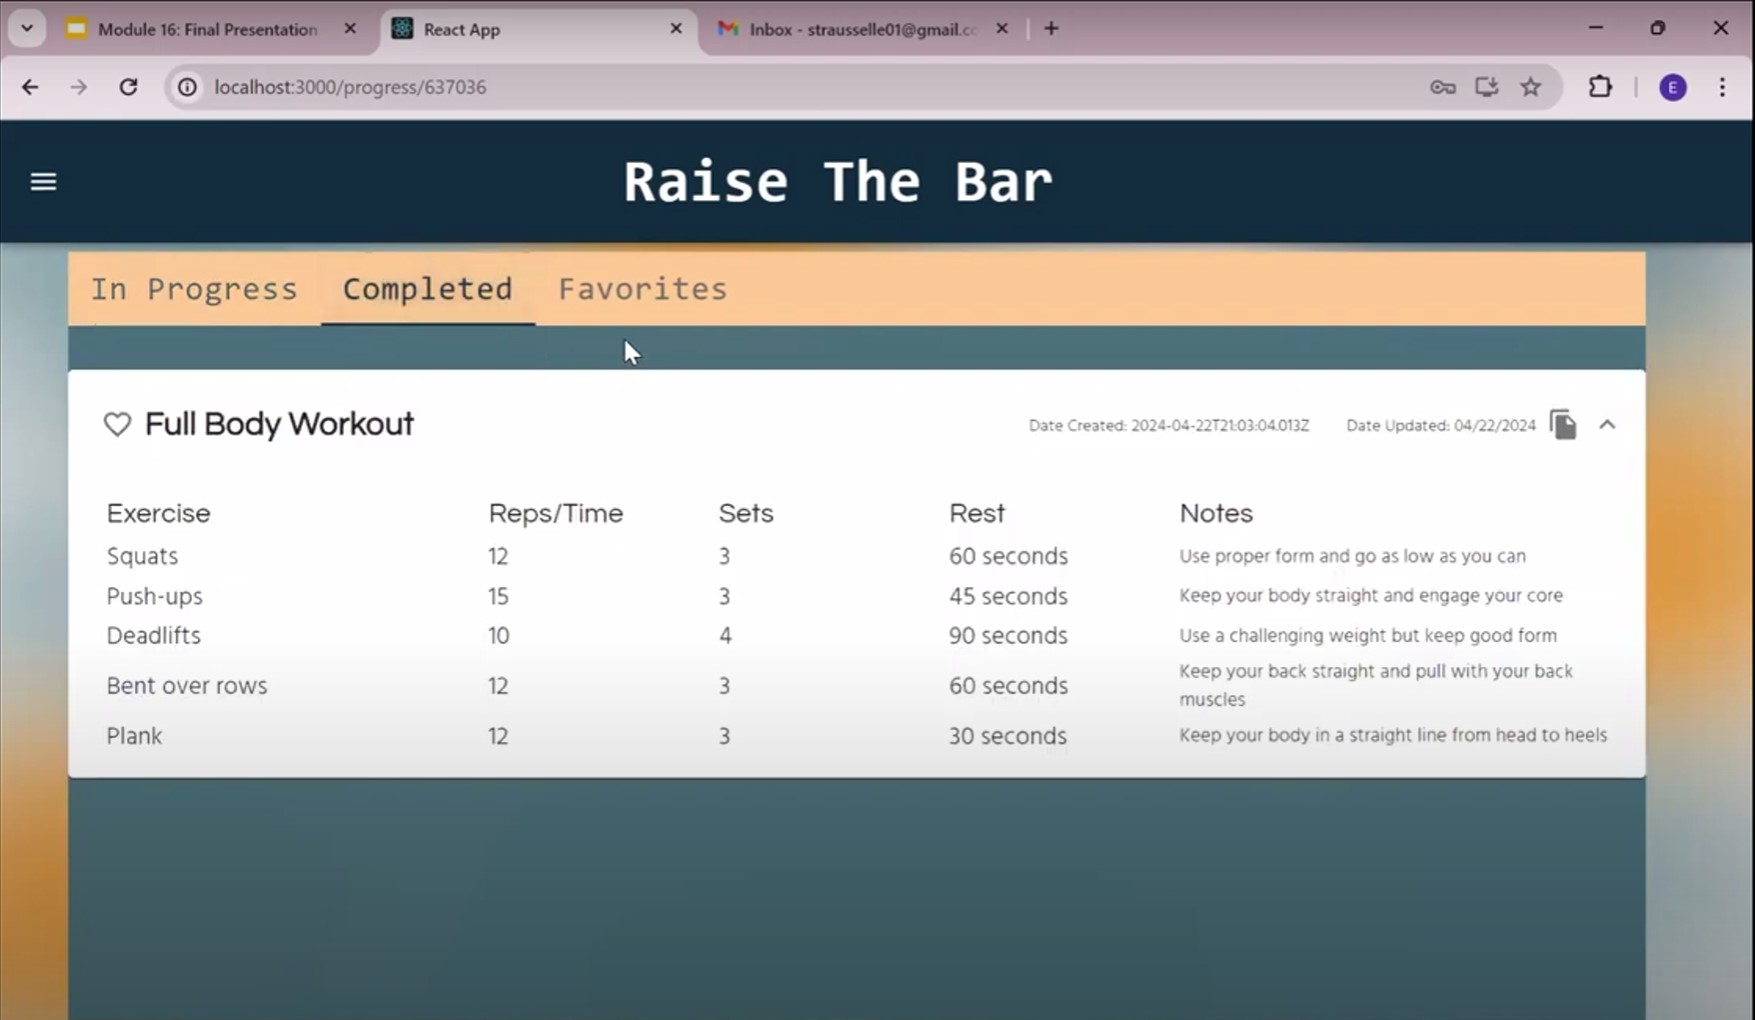 Module 16: Final Presentation
React App
Inbox - strausselle01@gmail.cc
localhost:3000/progress/637036
E
Raise The Bar
In Progress Completed Favorites
Full Body Workout Date Created: 2024-04-22T21:03:04.013Z Date Updated: 04/22/2024
Exercise Reps/Time Sets Rest Notes
Squats 12 3 60 seconds Use proper form and go as low as you can
Push-ups 15 3 45 seconds Keep your body straight and engage your core
Deadlifts 10 4 90 seconds Use a challenging weight but keep good form
Bent over rows 12 3 60 seconds Keep your back straight and pull with your back
muscles
Plank 12 3 30 seconds Keep your body in a straight line from head to heels